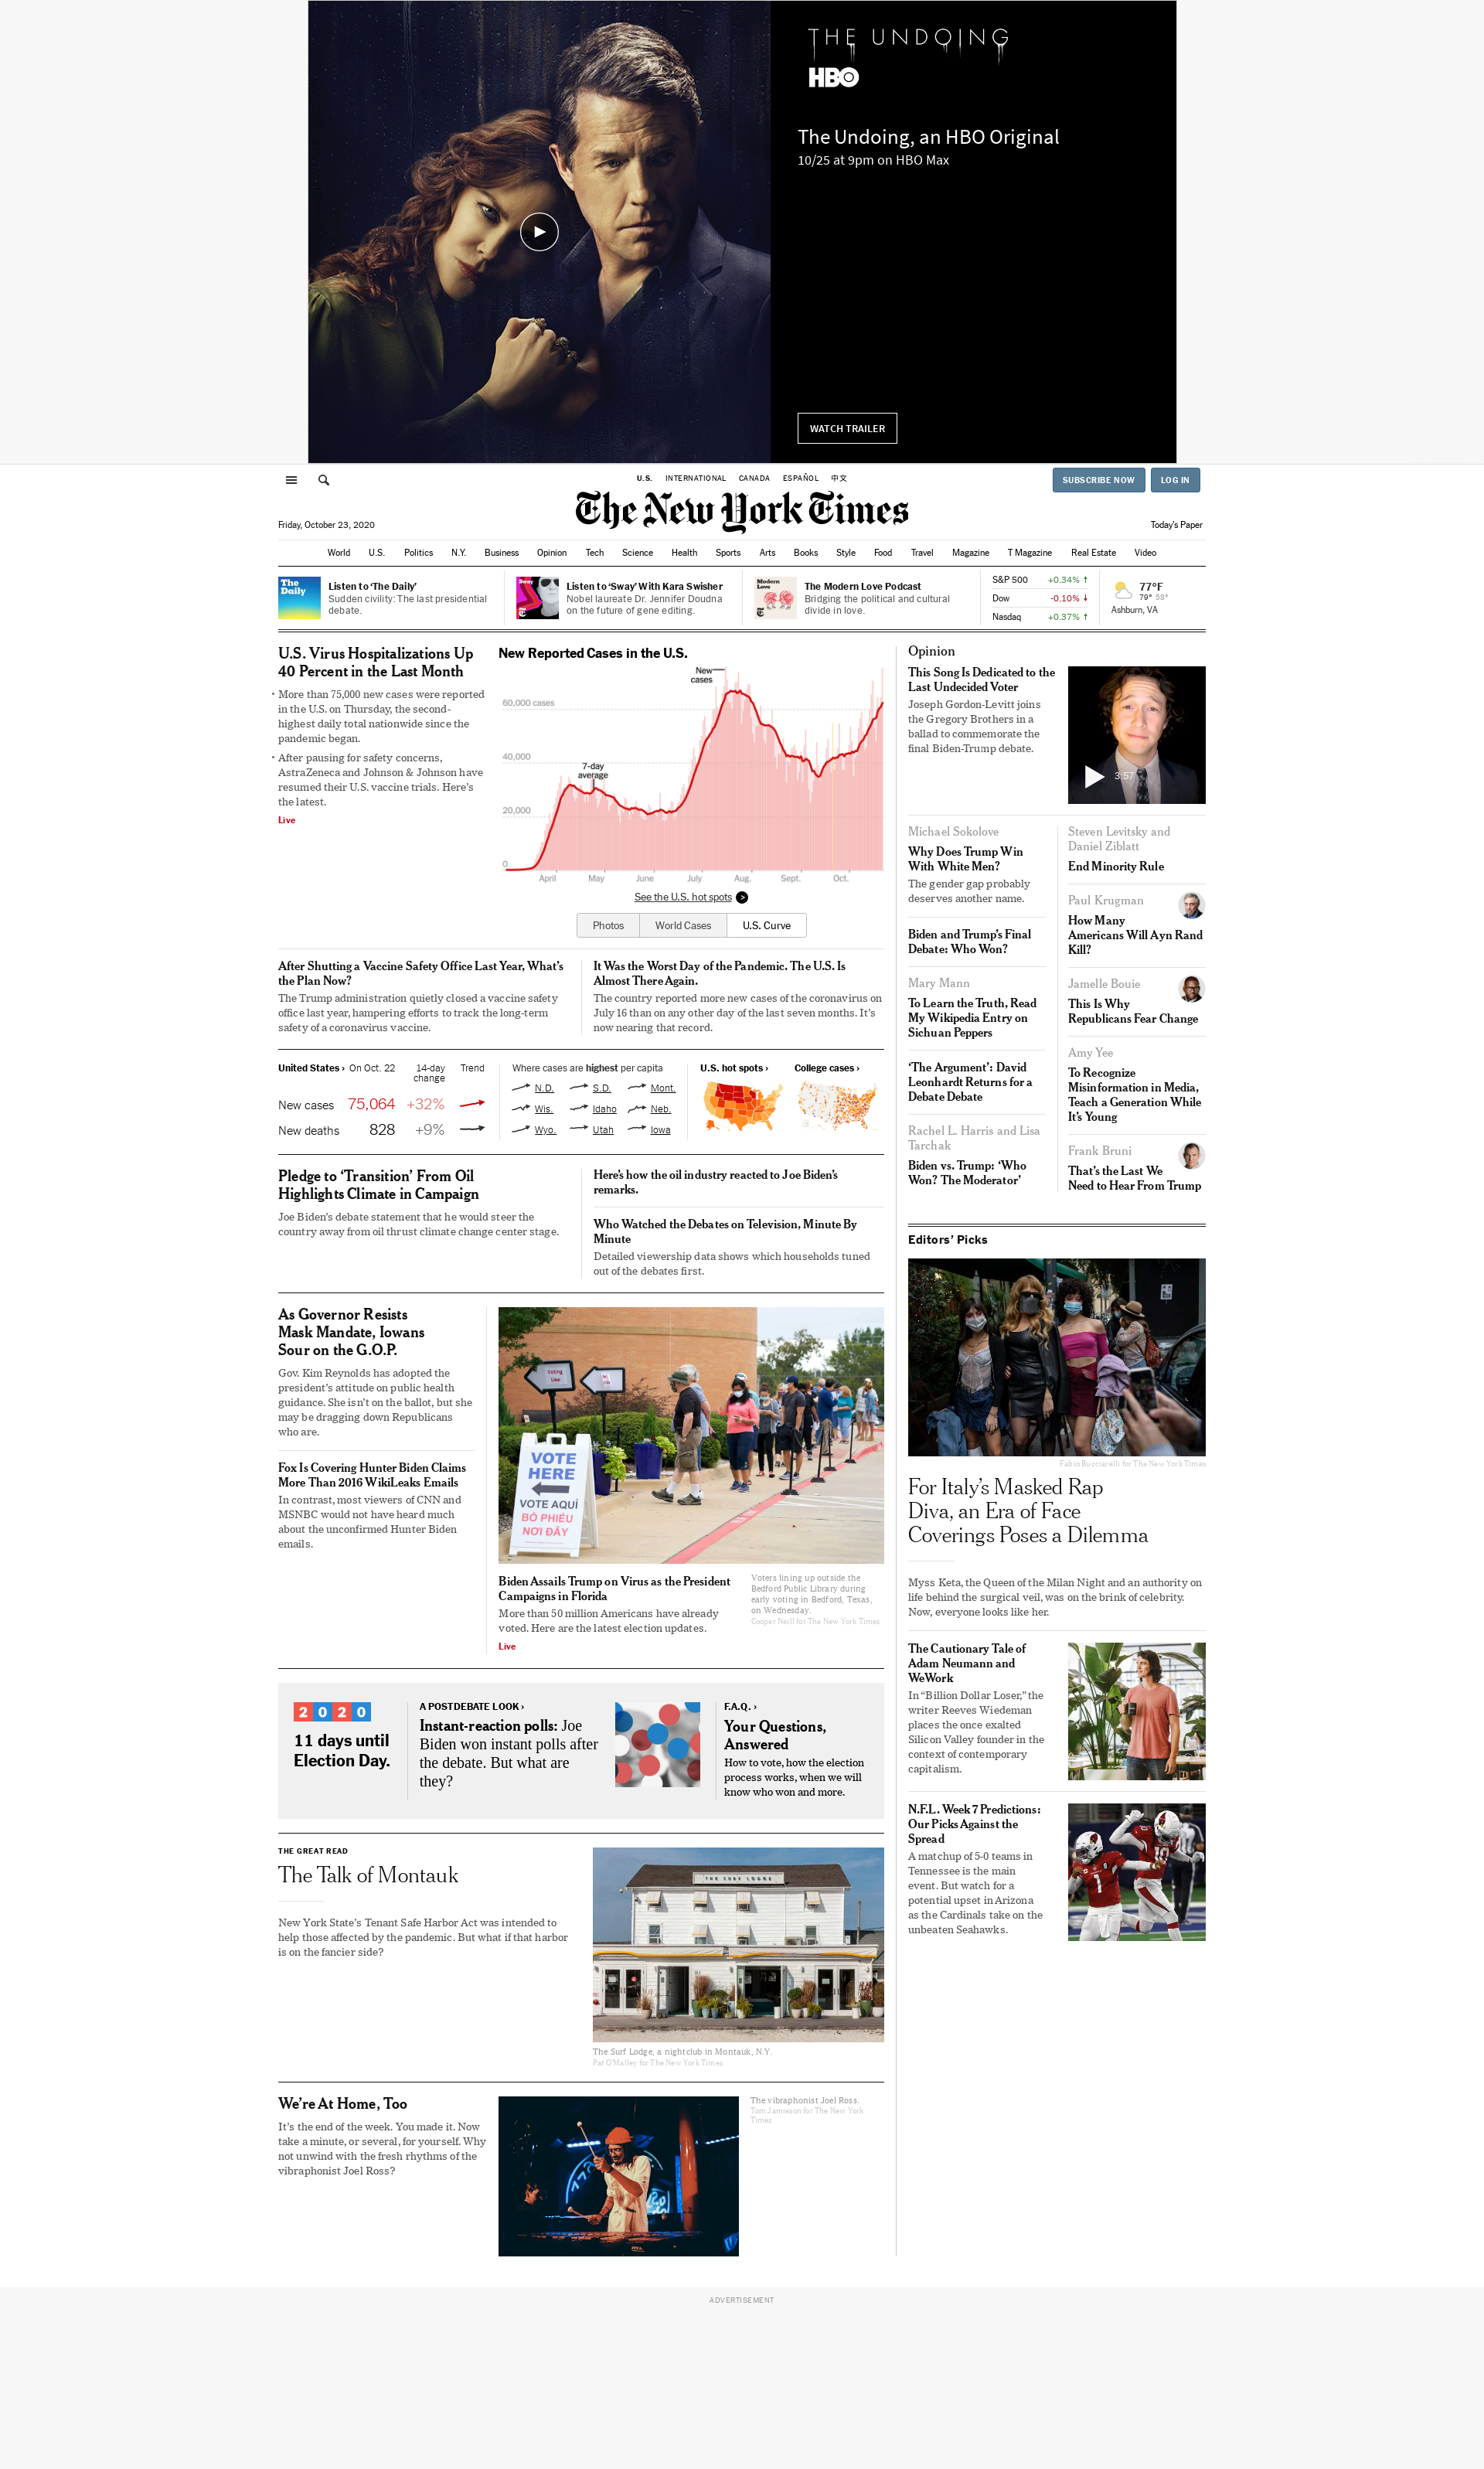 THE UNDOING
HBO
The Undoing, an HBO Original
10/25 at 9pm on HBO Max
WATCH TRAILER
U.S.
INTERNATIONAL
CANADA
ESPAÑOL
中文
SUBSCRIBE NOW
LOG IN
The New York Times
Friday, October 23, 2020
Today's Paper
World
U.S.
Politics
N.Y.
Business
Opinion
Tech
Science
Health
Sports
Arts
Books
Style
Food
Travel
Magazine
T Magazine
Real Estate
Video
The
Daily
Listen to ‘The Daily’
Sudden civility: The last presidential
debate.
Sway
Listen to ‘Sway’ With Kara Swisher
Nobel laureate Dr. Jennifer Doudna
on the future of gene editing.
Modern
Love
The Modern Love Podcast
Bridging the political and cultural
divide in love.
S&P 500 +0.34% ↑
Dow -0.10% ↓
Nasdaq +0.37% ↑
77°F
79° 58°
Ashburn, VA
U.S. Virus Hospitalizations Up
40 Percent in the Last Month
• More than 75,000 new cases were reported
in the U.S. on Thursday, the second-
highest daily total nationwide since the
pandemic began.
• After pausing for safety concerns,
AstraZeneca and Johnson & Johnson have
resumed their U.S. vaccine trials. Here’s
the latest.
Live
New Reported Cases in the U.S.
New
cases
60,000 cases
40,000
7-day
average
20,000
0
April
May
June
July
Aug.
Sept.
Oct.
See the U.S. hot spots >
Photos
World Cases
U.S. Curve
After Shutting a Vaccine Safety Office Last Year, What’s
the Plan Now?
The Trump administration quietly closed a vaccine safety
office last year, hampering efforts to track the long-term
safety of a coronavirus vaccine.
It Was the Worst Day of the Pandemic. The U.S. Is
Almost There Again.
The country reported more new cases of the coronavirus on
July 16 than on any other day of the last seven months. It’s
now nearing that record.
United States › On Oct. 22 14-day Trend
change
New cases 75,064 +32%
New deaths 828 +9%
Where cases are highest per capita
N.D. S.D. Mont.
Wis. Idaho Neb.
Wyo. Utah Iowa
U.S. hot spots ›
College cases ›
Pledge to ‘Transition’ From Oil
Highlights Climate in Campaign
Joe Biden’s debate statement that he would steer the
country away from oil thrust climate change center stage.
Here’s how the oil industry reacted to Joe Biden’s
remarks.
Who Watched the Debates on Television, Minute By
Minute
Detailed viewership data shows which households tuned
out of the debates first.
As Governor Resists
Mask Mandate, Iowans
Sour on the G.O.P.
Gov. Kim Reynolds has adopted the
president’s attitude on public health
guidance. She isn’t on the ballot, but she
may be dragging down Republicans
who are.
Fox Is Covering Hunter Biden Claims
More Than 2016 WikiLeaks Emails
In contrast, most viewers of CNN and
MSNBC would not have heard much
about the unconfirmed Hunter Biden
emails.
Voting
Line
VOTE
HERE
VOTE AQUÍ
BỎ PHIẾU
NƠI ĐÂY
Biden Assails Trump on Virus as the President
Campaigns in Florida
More than 50 million Americans have already
voted. Here are the latest election updates.
Live
Voters lining up outside the
Bedford Public Library during
early voting in Bedford, Texas,
on Wednesday.
Cooper Neill for The New York Times
2020
11 days until
Election Day.
A POSTDEBATE LOOK ›
Instant-reaction polls: Joe
Biden won instant polls after
the debate. But what are
they?
F.A.Q. ›
Your Questions,
Answered
How to vote, how the election
process works, when we will
know who won and more.
THE GREAT READ
The Talk of Montauk
New York State’s Tenant Safe Harbor Act was intended to
help those affected by the pandemic. But what if that harbor
is on the fancier side?
THE SURF LODGE
The Surf Lodge, a nightclub in Montauk, N.Y.
Pat O’Malley for The New York Times
We’re At Home, Too
It’s the end of the week. You made it. Now
take a minute, or several, for yourself. Why
not unwind with the fresh rhythms of the
vibraphonist Joel Ross?
The vibraphonist Joel Ross.
Tom Jamieson for The New York
Times
Opinion
This Song Is Dedicated to the
Last Undecided Voter
Joseph Gordon-Levitt joins
the Gregory Brothers in a
ballad to commemorate the
final Biden-Trump debate.
3:57
Michael Sokolove
Why Does Trump Win
With White Men?
The gender gap probably
deserves another name.
Biden and Trump’s Final
Debate: Who Won?
Mary Mann
To Learn the Truth, Read
My Wikipedia Entry on
Sichuan Peppers
‘The Argument’: David
Leonhardt Returns for a
Debate Debate
Rachel L. Harris and Lisa
Tarchak
Biden vs. Trump: ‘Who
Won? The Moderator’
Steven Levitsky and
Daniel Ziblatt
End Minority Rule
Paul Krugman
How Many
Americans Will Ayn Rand
Kill?
Jamelle Bouie
This Is Why
Republicans Fear Change
Amy Yee
To Recognize
Misinformation in Media,
Teach a Generation While
It’s Young
Frank Bruni
That’s the Last We
Need to Hear From Trump
Editors’ Picks
Fabio Bucciarelli for The New York Times
For Italy’s Masked Rap
Diva, an Era of Face
Coverings Poses a Dilemma
Myss Keta, the Queen of the Milan Night and an authority on
life behind the surgical veil, was on the brink of celebrity.
Now, everyone looks like her.
The Cautionary Tale of
Adam Neumann and
WeWork
In “Billion Dollar Loser,” the
writer Reeves Wiedeman
places the once exalted
Silicon Valley founder in the
context of contemporary
capitalism.
N.F.L. Week 7 Predictions:
Our Picks Against the
Spread
A matchup of 5-0 teams in
Tennessee is the main
event. But watch for a
potential upset in Arizona
as the Cardinals take on the
unbeaten Seahawks.
1
10
ADVERTISEMENT